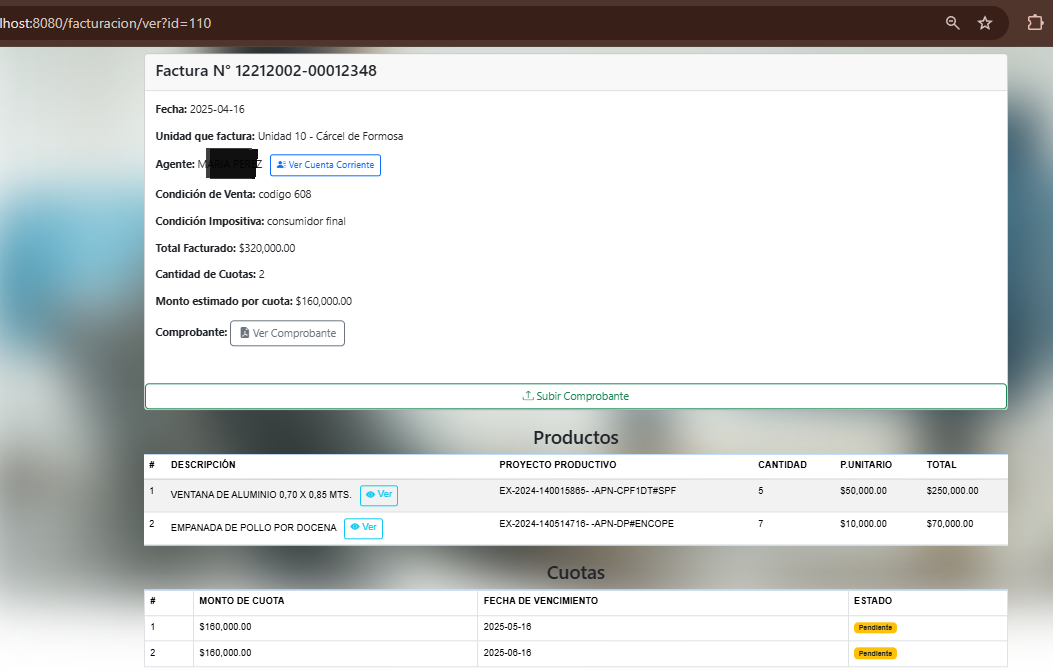 lhost:8080/facturacion/ver?id=110
Factura N° 12212002-00012348
Fecha: 2025-04-16
Unidad que factura: Unidad 10 - Cárcel de Formosa
Agente: Ver Cuenta Corriente
Condición de Venta: codigo 608
Condición Impositiva: consumidor final
Total Facturado: $320,000.00
Cantidad de Cuotas: 2
Monto estimado por cuota: $160,000.00
Comprobante: Ver Comprobante
Subir Comprobante
Productos
# DESCRIPCIÓN PROYECTO PRODUCTIVO CANTIDAD P.UNITARIO TOTAL
1 VENTANA DE ALUMINIO 0,70 X 0,85 MTS. Ver EX-2024-140015865- -APN-CPF1DT#SPF 5 $50,000.00 $250,000.00
2 EMPANADA DE POLLO POR DOCENA Ver EX-2024-140514716- -APN-DP#ENCOPE 7 $10,000.00 $70,000.00
Cuotas
# MONTO DE CUOTA FECHA DE VENCIMIENTO ESTADO
1 $160,000.00 2025-05-16 Pendiente
2 $160,000.00 2025-06-16 Pendiente